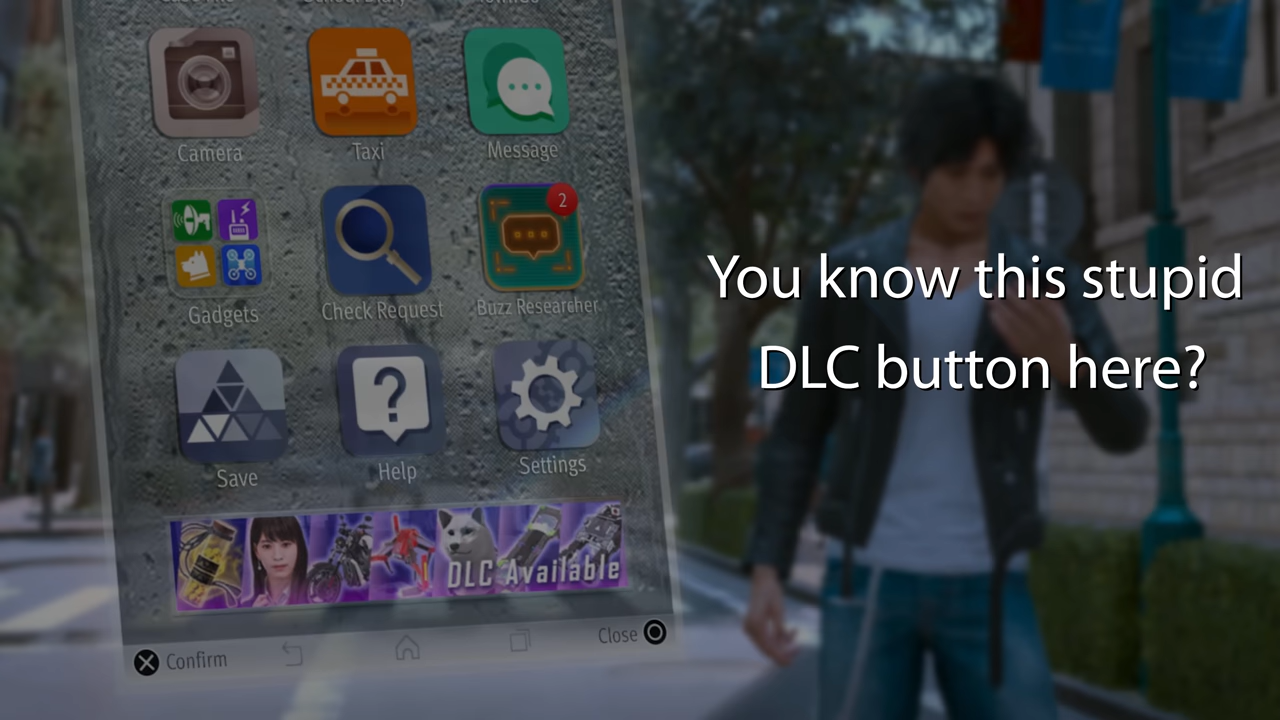 Camera
Taxi
Message
Gadgets
Check Request
2
Buzz Researcher
Save
Help
Settings
DLC Available
Confirm
Close
You know this stupid
DLC button here?